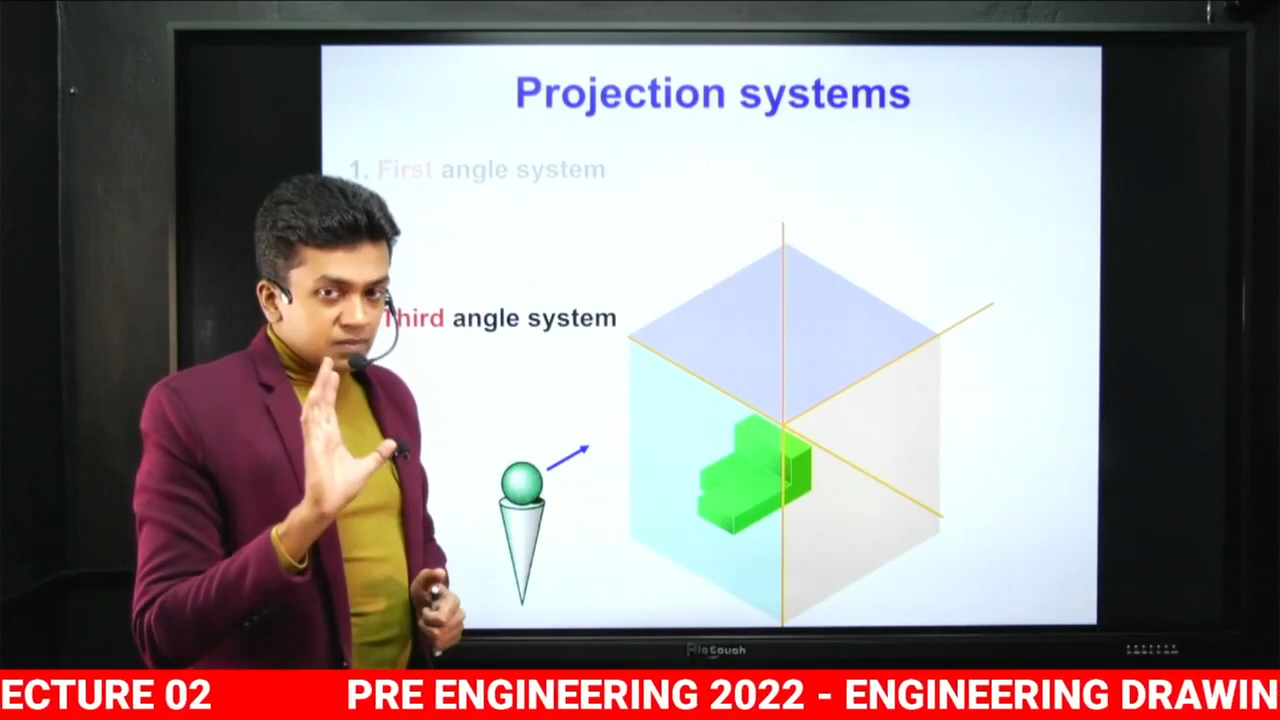 Projection systems
1. First angle system
Third angle system
ECTURE 02 PRE ENGINEERING 2022 - ENGINEERING DRAWIN